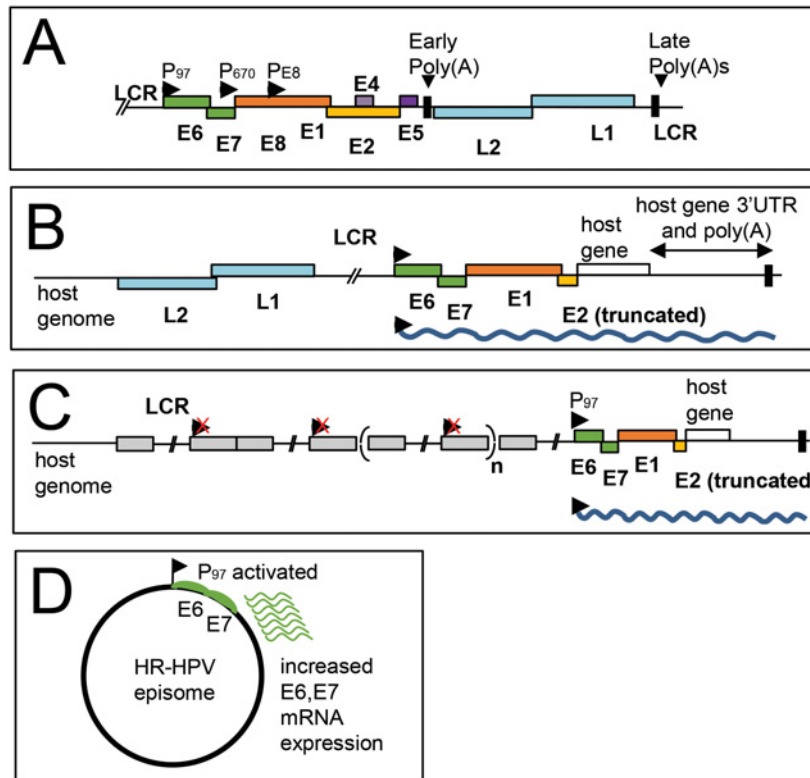 A
P97
P670
PE8
E4
Early
Poly(A)
Late
Poly(A)s
LCR
E6
E7
E8
E1
E2
E5
L2
L1
LCR
B
LCR
host
gene
host gene 3'UTR
and poly(A)
host
genome
L2
L1
E6
E7
E1
E2 (truncated)
C
LCR
P97
host
gene
host
genome
n
E6
E7
E1
E2 (truncated
D
P97 activated
E6
E7
HR-HPV
episome
increased
E6,E7
mRNA
expression